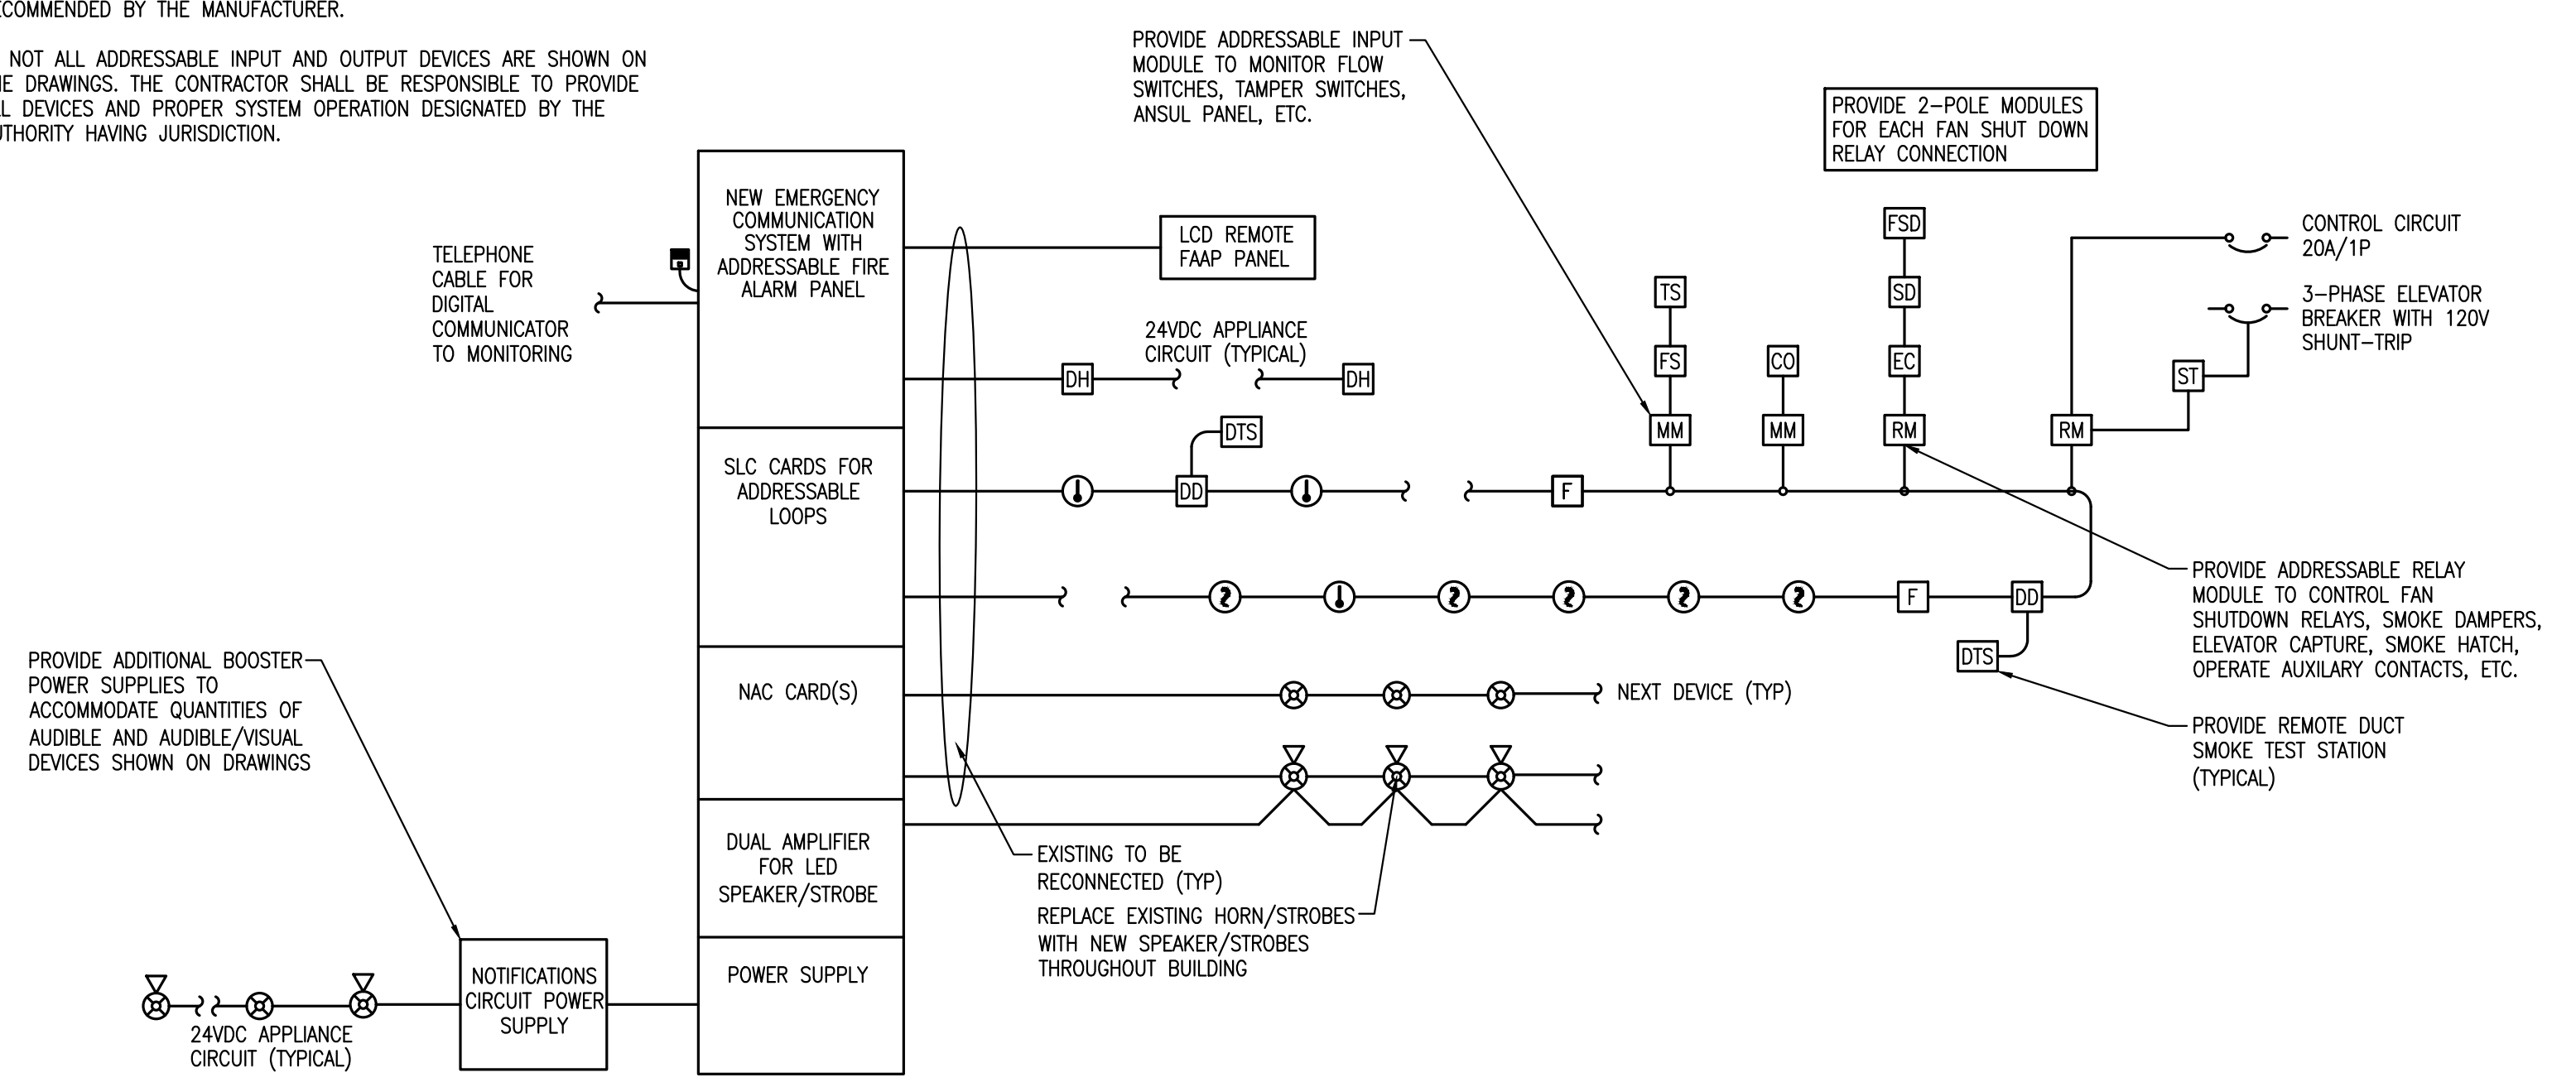 BY THE MANUFACTURER.
NOT ALL ADDRESSABLE INPUT AND OUTPUT DEVICES ARE SHOWN ON
DRAWINGS. THE CONTRACTOR SHALL BE RESPONSIBLE TO PROVIDE
DEVICES AND PROPER SYSTEM OPERATION DESIGNATED BY THE
HAVING JURISDICTION.
PROVIDE ADDRESSABLE INPUT
MODULE TO MONITOR FLOW
SWITCHES, TAMPER SWITCHES,
ANSUL PANEL, ETC.
PROVIDE 2-POLE MODULES
FOR EACH FAN SHUT DOWN
RELAY CONNECTION
NEW EMERGENCY
COMMUNICATION
SYSTEM WITH
ADDRESSABLE FIRE
ALARM PANEL
TELEPHONE
CABLE FOR
DIGITAL
COMMUNICATOR
TO MONITORING
LCD REMOTE
FAAP PANEL
24VDC APPLIANCE
CIRCUIT (TYPICAL)
DH
DH
TS
FS
MM
CO
MM
FSD
SD
EC
RM
RM
ST
CONTROL CIRCUIT
20A/1P
3-PHASE ELEVATOR
BREAKER WITH 120V
SHUNT-TRIP
SLC CARDS FOR
ADDRESSABLE
LOOPS
DTS
DD
F
F
DD
DTS
PROVIDE ADDRESSABLE RELAY
MODULE TO CONTROL FAN
SHUTDOWN RELAYS, SMOKE DAMPERS,
ELEVATOR CAPTURE, SMOKE HATCH,
OPERATE AUXILARY CONTACTS, ETC.
PROVIDE REMOTE DUCT
SMOKE TEST STATION
(TYPICAL)
NAC CARD(S)
NEXT DEVICE (TYP)
PROVIDE ADDITIONAL BOOSTER
POWER SUPPLIES TO
ACCOMMODATE QUANTITIES OF
AUDIBLE AND AUDIBLE/VISUAL
DEVICES SHOWN ON DRAWINGS
DUAL AMPLIFIER
FOR LED
SPEAKER/STROBE
EXISTING TO BE
RECONNECTED (TYP)
REPLACE EXISTING HORN/STROBES
WITH NEW SPEAKER/STROBES
THROUGHOUT BUILDING
POWER SUPPLY
NOTIFICATIONS
CIRCUIT POWER
SUPPLY
24VDC APPLIANCE
CIRCUIT (TYPICAL)